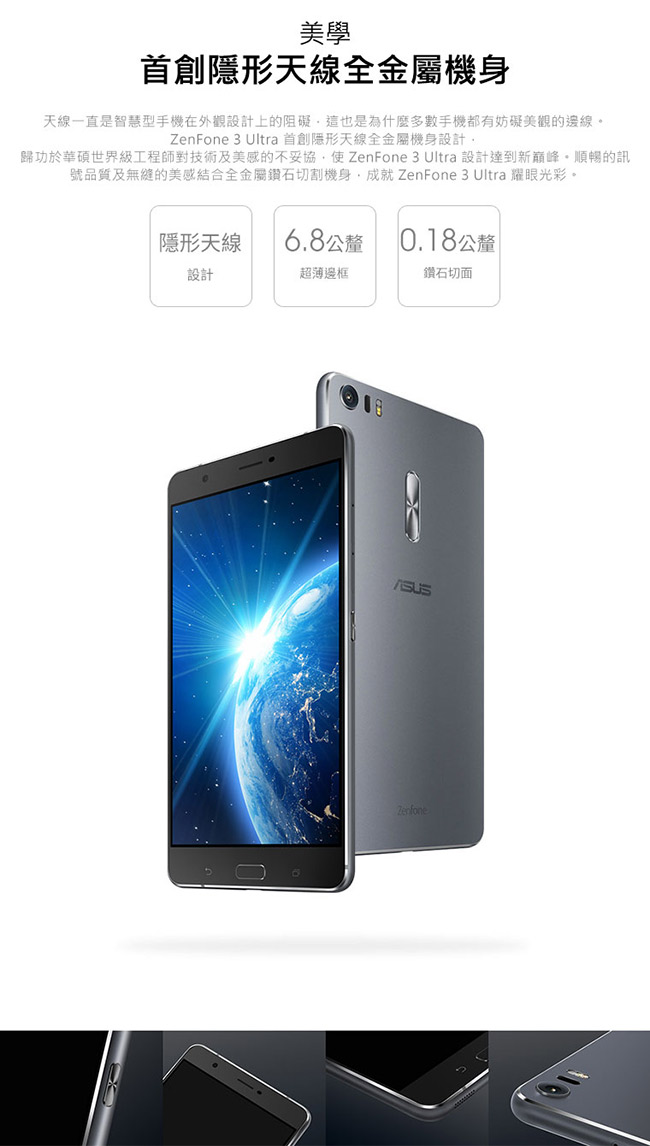 美學
首創隱形天線全金屬機身
天線一直是智慧型手機在外觀設計上的阻礙，這也是為什麼多數手機都有妨礙美觀的邊線。
ZenFone 3 Ultra 首創隱形天線全金屬機身設計，
歸功於華碩世界級工程師對技術及美感的不妥協，使 ZenFone 3 Ultra 設計達到新巔峰。順暢的訊
號品質及無縫的美感結合全金屬鑽石切割機身，成就 ZenFone 3 Ultra 耀眼光彩。
隱形天線
設計
6.8公釐
超薄邊框
0.18公釐
鑽石切面
ASUS
Zenfone